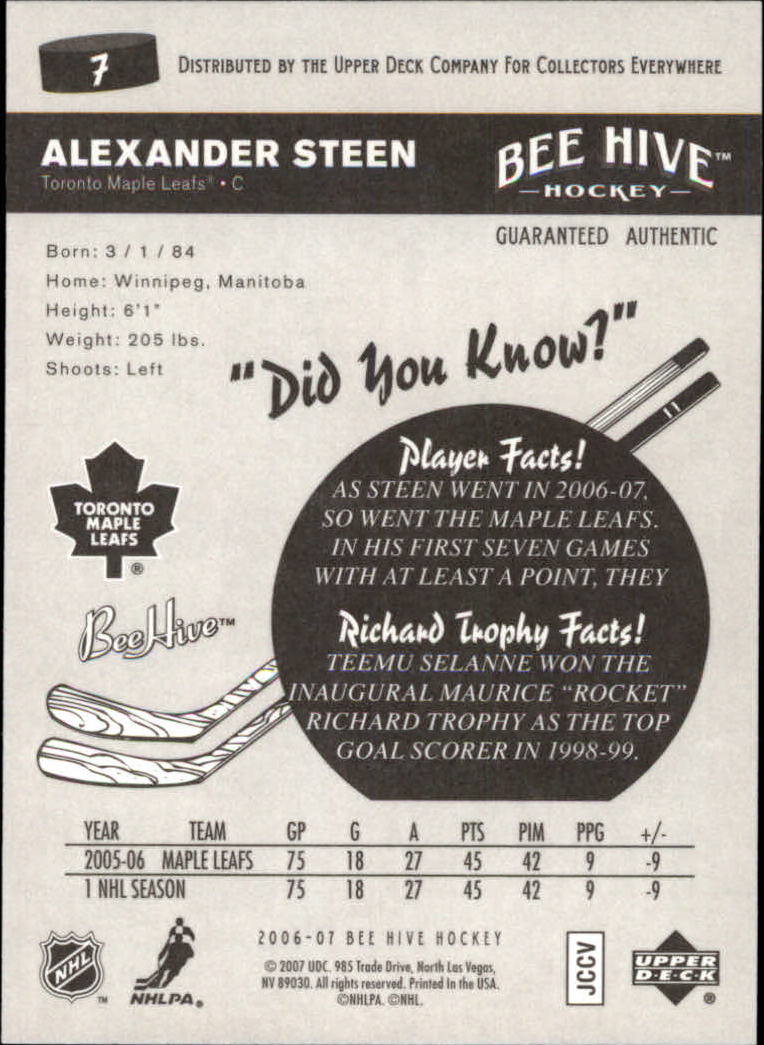 7
DISTRIBUTED BY THE UPPER DECK COMPANY FOR COLLECTORS EVERYWHERE
ALEXANDER STEEN
Toronto Maple Leafs® • C
BEE HIVE™
—HOCKEY—
GUARANTEED AUTHENTIC
Born: 3 / 1 / 84
Home: Winnipeg, Manitoba
Height: 6'1"
Weight: 205 lbs.
Shoots: Left
"Did You Know?"
Player Facts!
AS STEEN WENT IN 2006-07,
SO WENT THE MAPLE LEAFS.
IN HIS FIRST SEVEN GAMES
WITH AT LEAST A POINT, THEY
TORONTO
MAPLE
LEAFS
®
BeeHive™
Richard Trophy Facts!
TEEMU SELANNE WON THE
INAUGURAL MAURICE "ROCKET"
RICHARD TROPHY AS THE TOP
GOAL SCORER IN 1998-99.
YEAR TEAM GP G A PTS PIM PPG +/-
2005-06 MAPLE LEAFS 75 18 27 45 42 9 -9
1 NHL SEASON 75 18 27 45 42 9 -9
2006-07 BEE HIVE HOCKEY
© 2007 UDC. 985 Trade Drive, North Las Vegas,
NV 89030. All rights reserved. Printed in the USA.
©NHLPA. ©NHL.
NHL ™
NHLPA®
JCCV
UPPER
D·E·C·K
®